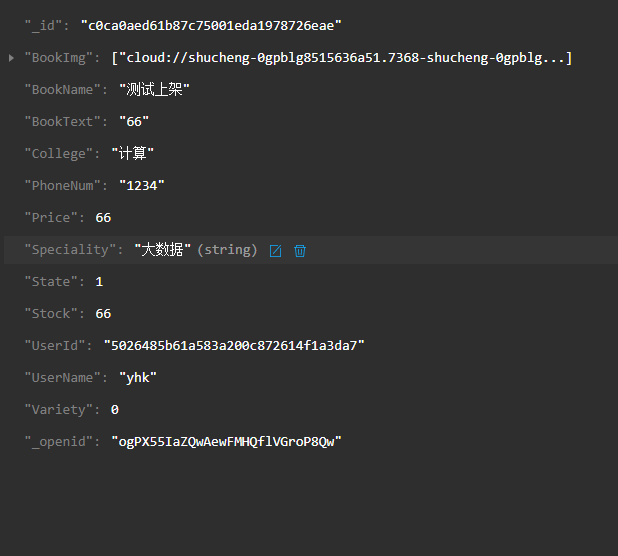 "_id": "c0ca0aed61b87c75001eda1978726eae"
"BookImg": ["cloud://shucheng-0gpblg8515636a51.7368-shucheng-0gpblg...]
"BookName": "测试上架"
"BookText": "66"
"College": "计算"
"PhoneNum": "1234"
"Price": 66
"Speciality": "大数据" (string)
"State": 1
"Stock": 66
"UserId": "5026485b61a583a200c872614f1a3da7"
"UserName": "yhk"
"Variety": 0
"_openid": "ogPX55IaZQwAewFMHQflVGroP8Qw"